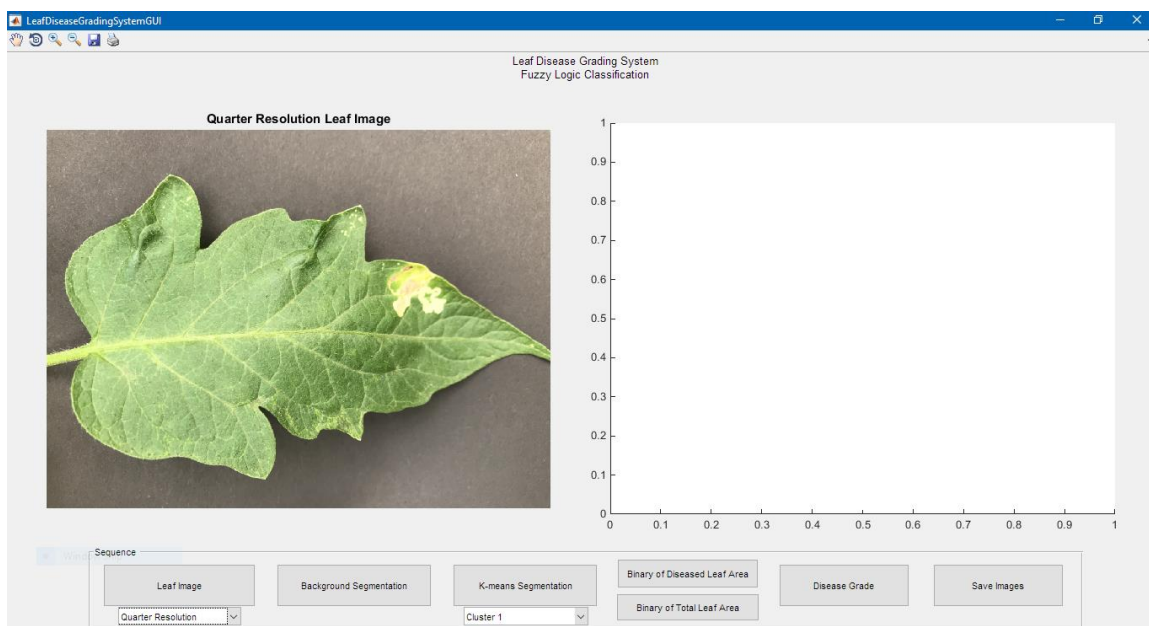 LeafDiseaseGradingSystemGUI
Leaf Disease Grading System
Fuzzy Logic Classification
Quarter Resolution Leaf Image
1
0.9
0.8
0.7
0.6
0.5
0.4
0.3
0.2
0.1
0
0 0.1 0.2 0.3 0.4 0.5 0.6 0.7 0.8 0.9 1
Sequence
Leaf Image
Background Segmentation
K-means Segmentation
Binary of Diseased Leaf Area
Binary of Total Leaf Area
Disease Grade
Save Images
Quarter Resolution
Cluster 1